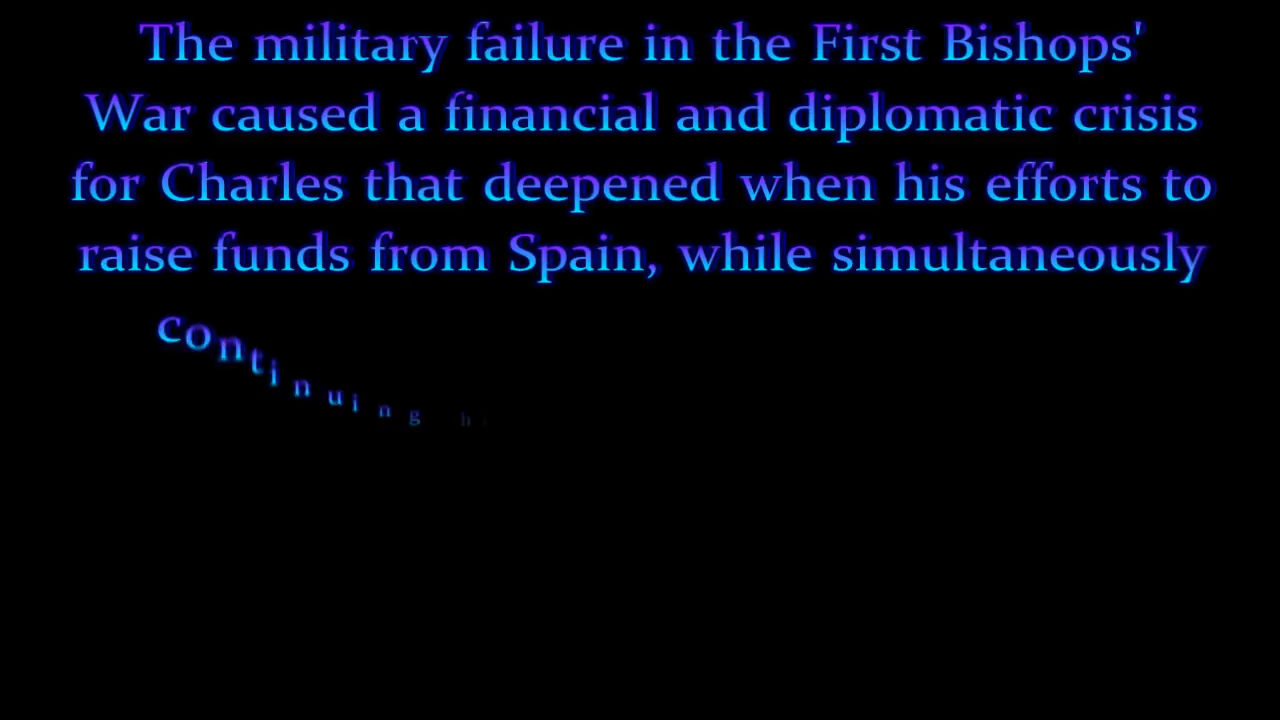 The military failure in the First Bishops'
War caused a financial and diplomatic crisis
for Charles that deepened when his efforts to
raise funds from Spain, while simultaneously
continuing